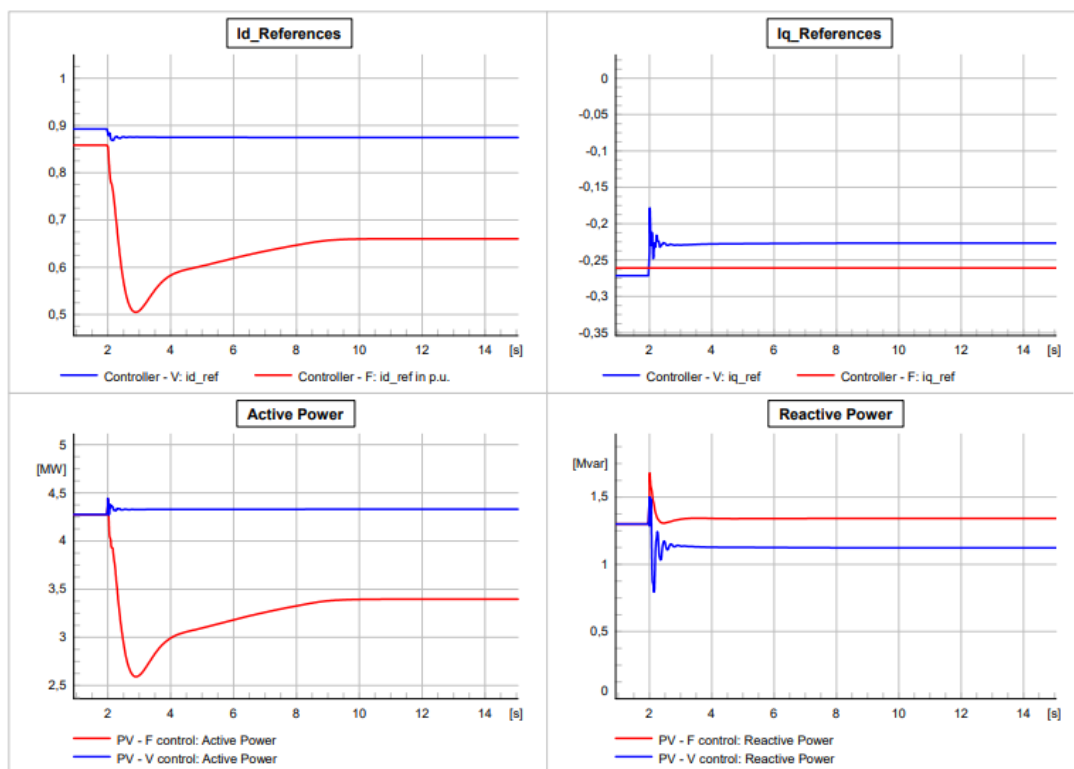 Id_References
1
0,9
0,8
0,7
0,6
0,5
2 4 6 8 10 12 14 [s]
Controller - V: id_ref Controller - F: id_ref in p.u.
Iq_References
0
-0,05
-0,1
-0,15
-0,2
-0,25
-0,3
-0,35
2 4 6 8 10 12 14 [s]
Controller - V: iq_ref Controller - F: iq_ref
Active Power
5
[MW]
4,5
4
3,5
3
2,5
2 4 6 8 10 12 14 [s]
PV - F control: Active Power
PV - V control: Active Power
Reactive Power
[Mvar]
1,5
1
0,5
0
2 4 6 8 10 12 14 [s]
PV - F control: Reactive Power
PV - V control: Reactive Power